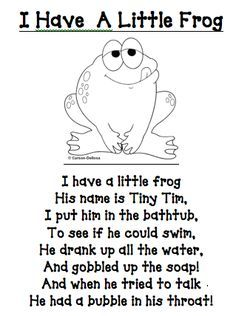 I Have A Little Frog
© Carson-Dellosa
I have a little frog
His name is Tiny Tim,
I put him in the bathtub,
To see if he could swim,
He drank up all the water,
And gobbled up the soap!
And when he tried to talk
He had a bubble in his throat!